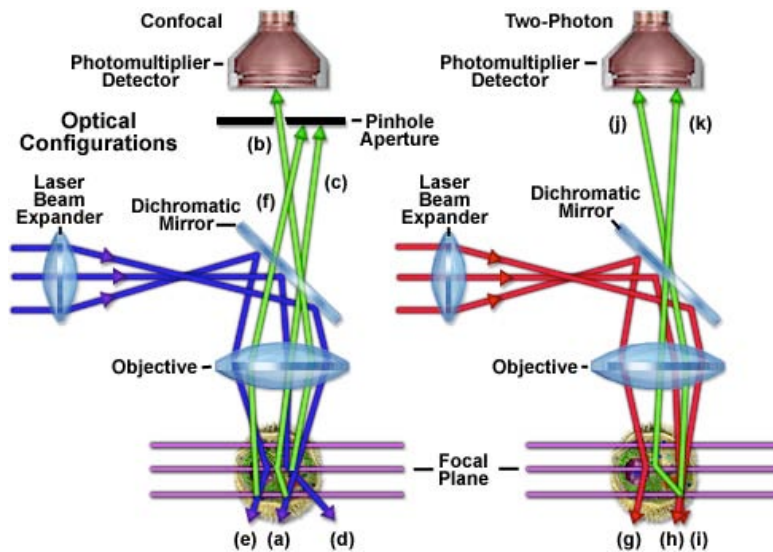 Confocal
Two-Photon
Photomultiplier
Detector
Photomultiplier
Detector
Optical
Configurations
(b)
Pinhole
Aperture
(j)
(k)
(c)
(f)
Laser
Beam
Expander
Dichromatic
Mirror
Laser
Beam
Expander
Dichromatic
Mirror
Objective
Objective
Focal
Plane
(e)
(a)
(d)
(g)
(h)
(i)